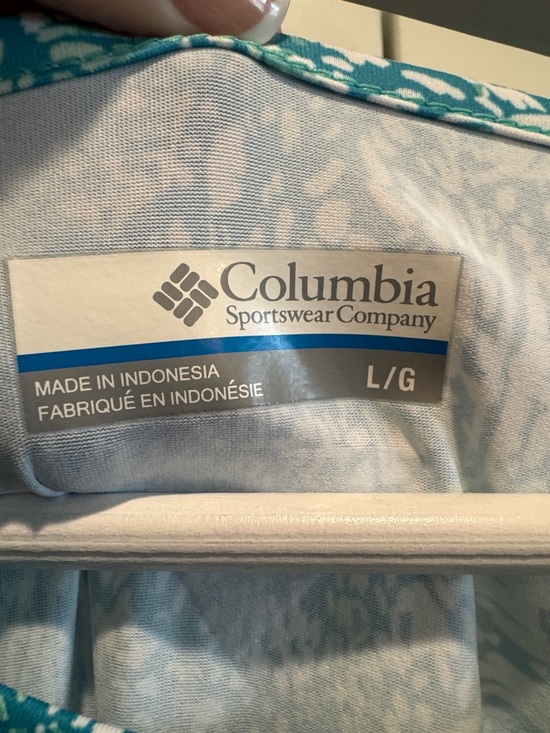 Columbia
Sportswear Company
MADE IN INDONESIA
FABRIQUÉ EN INDONÉSIE
L/G